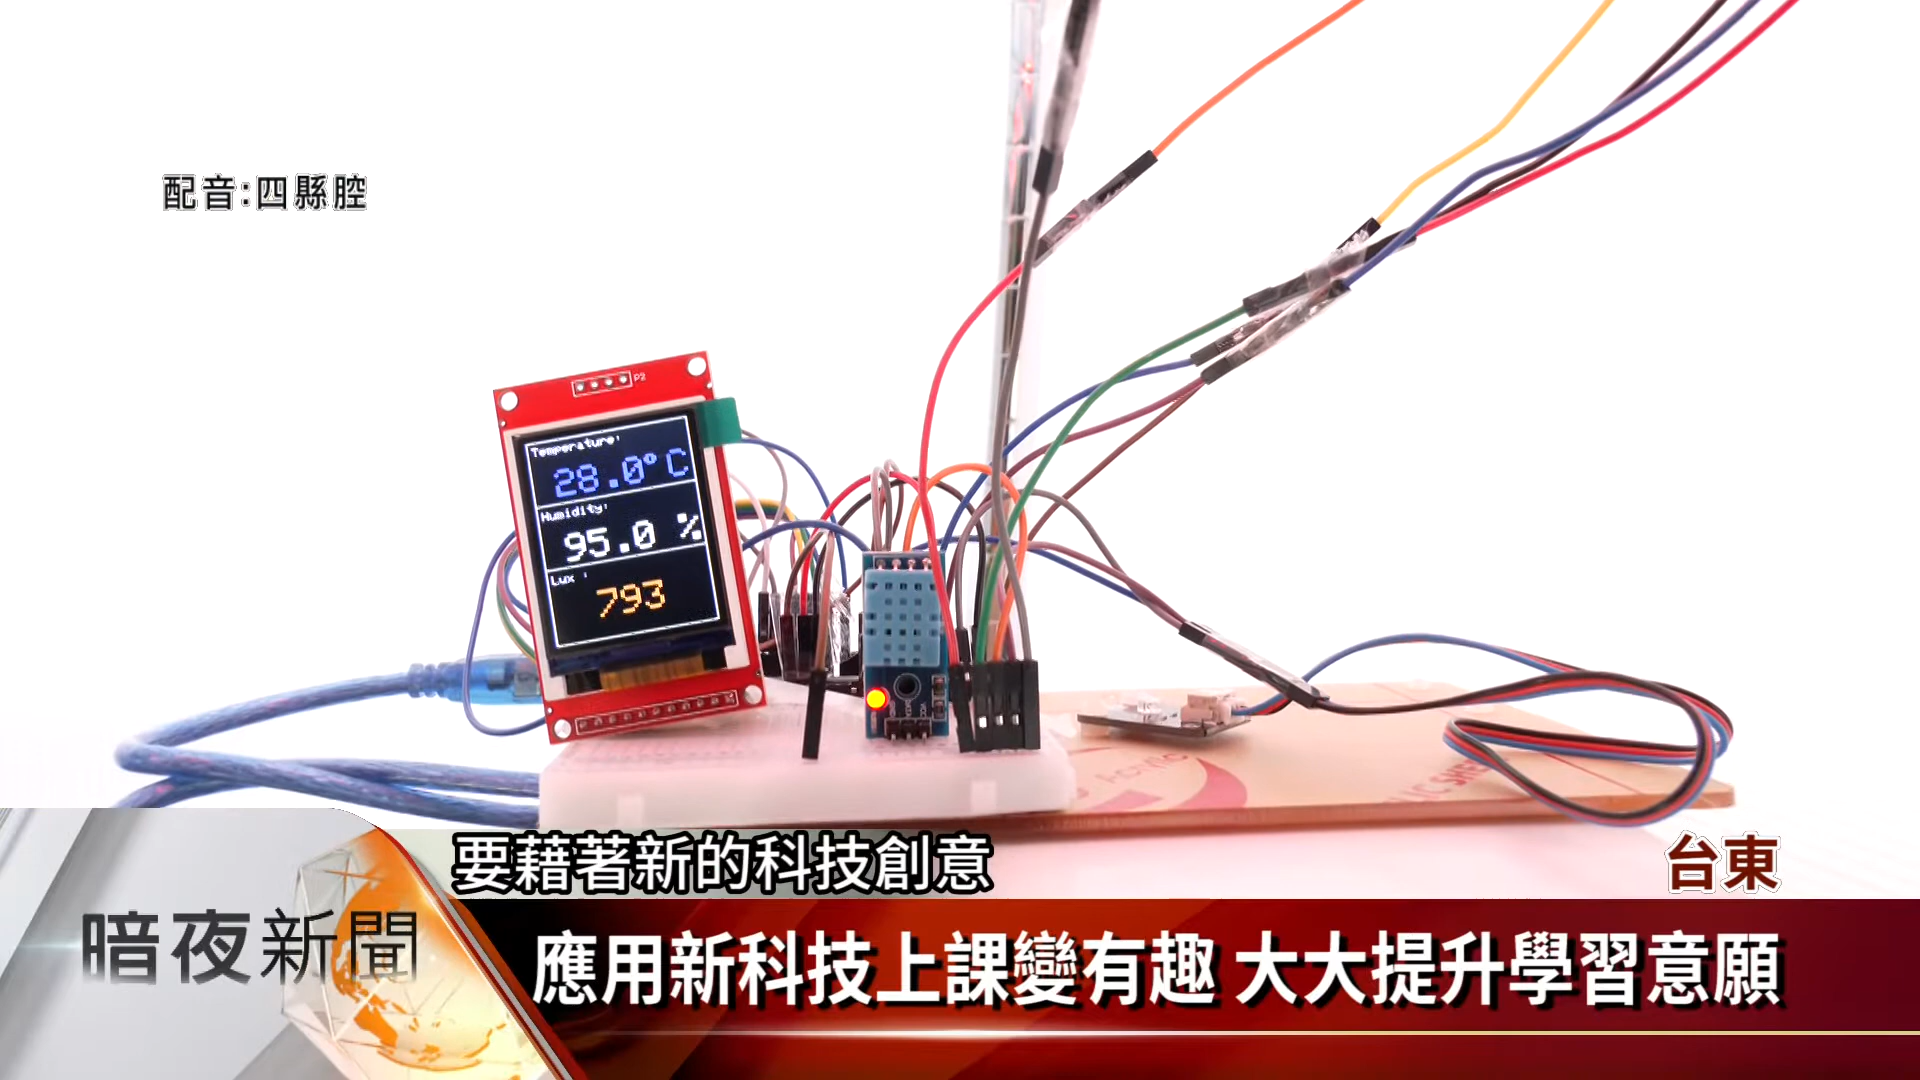 配音:四縣腔
P2
Temperature:
28.0°C
Humidity:
95.0 %
Lux :
793
要藉著新的科技創意
台東
暗夜新聞
應用新科技上課變有趣 大大提升學習意願